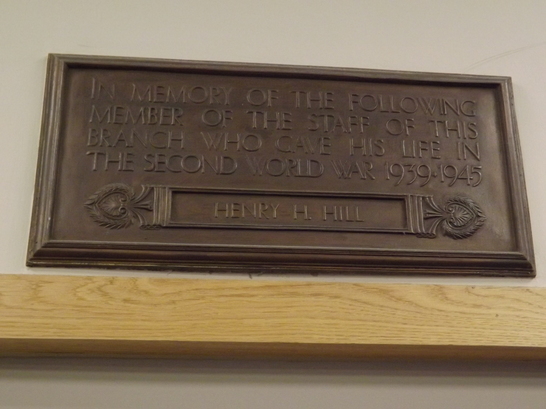 IN MEMORY OF THE FOLLOWING
MEMBER OF THE STAFF OF THIS
BRANCH WHO GAVE HIS LIFE IN
THE SECOND WORLD WAR 1939·1945
HENRY H. HILL